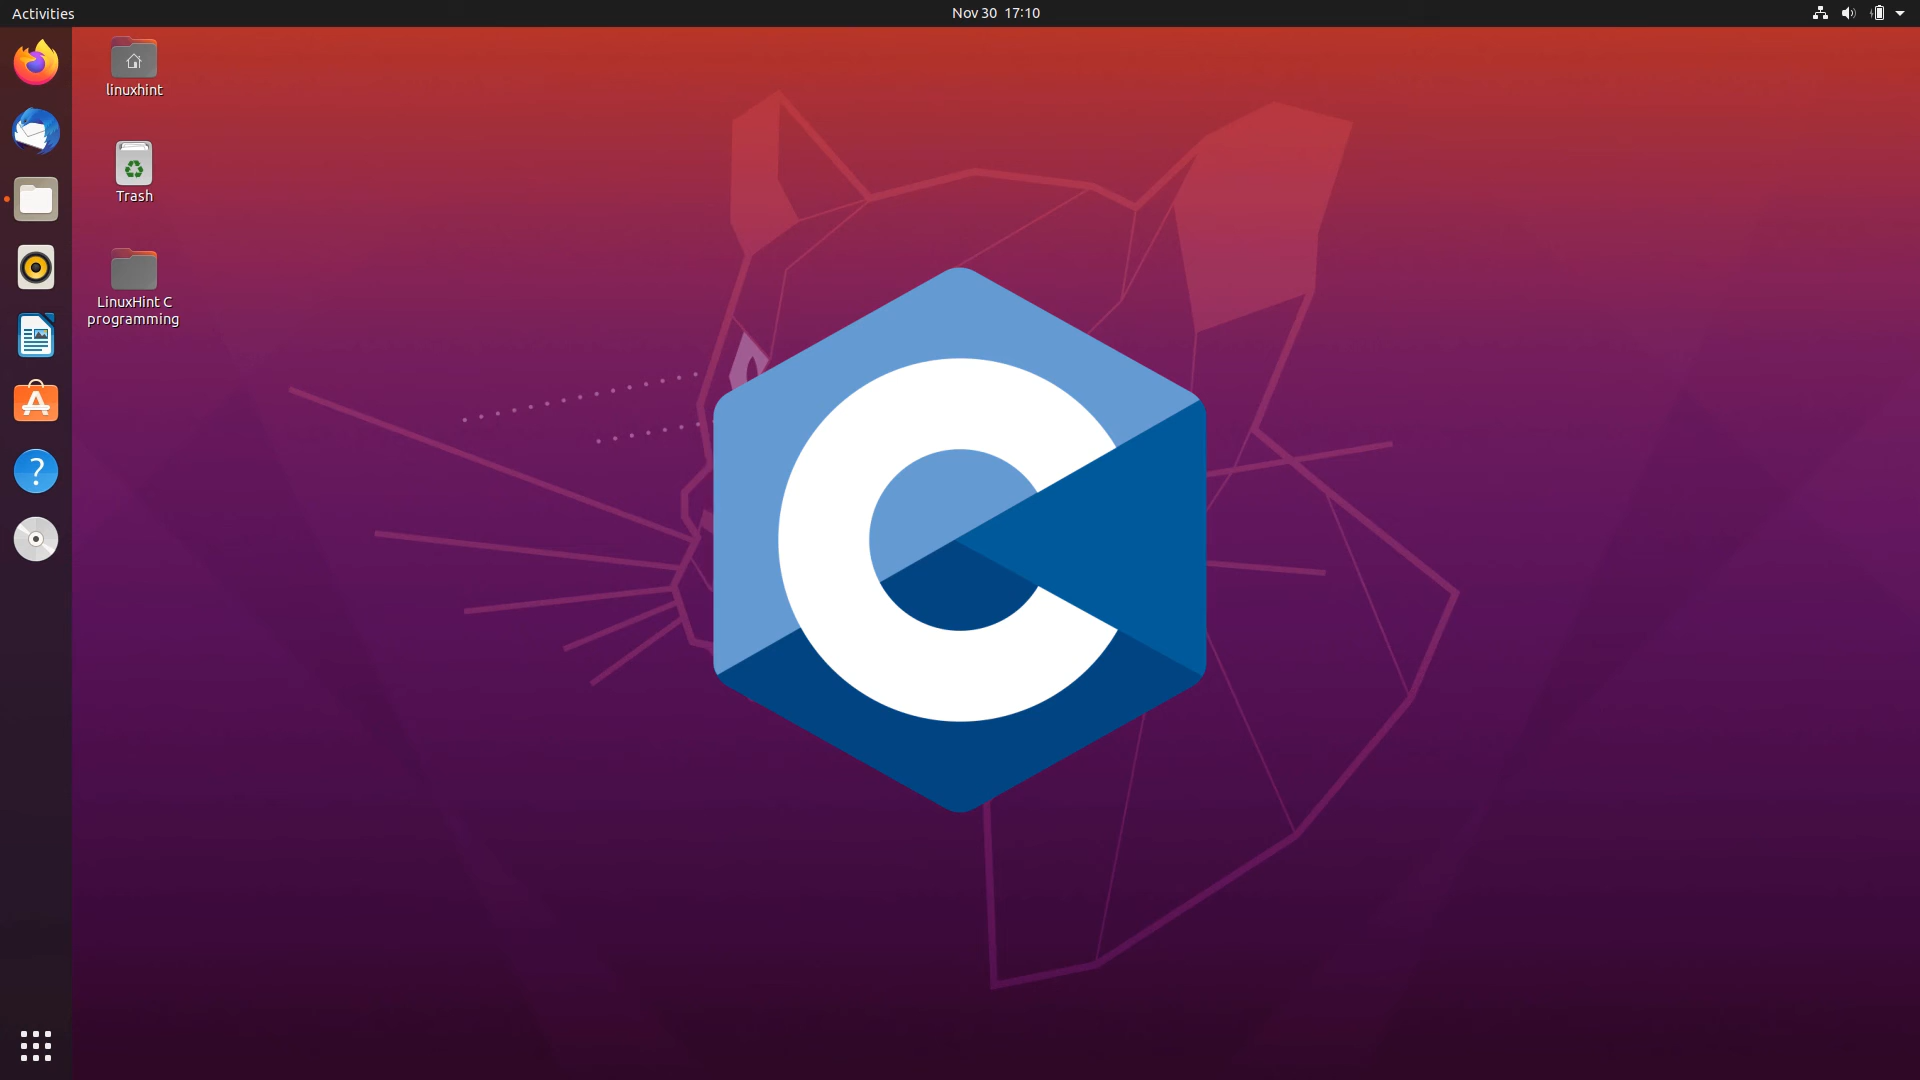 Activities
Nov 30 17:10
linuxhint
Trash
LinuxHint C
programming